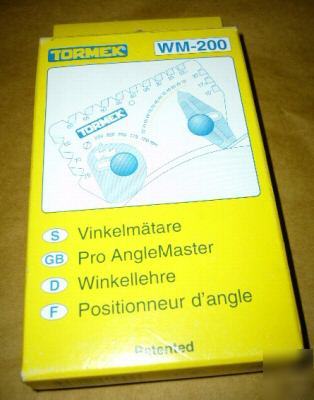 TORMEK WM-200
TORMEK
S Vinkelmätare
GB Pro AngleMaster
D Winkellehre
F Positionneur d'angle
Patented